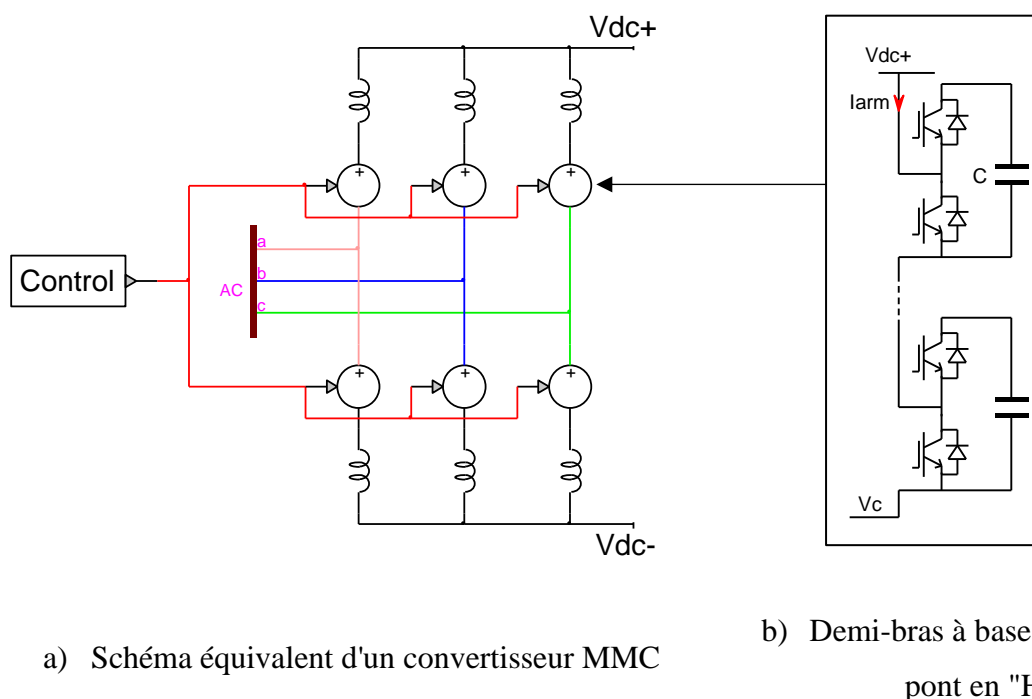 Vdc+
Vdc+
Iarm
C
Control
a
b
c
AC
Vc
Vdc-
a) Schéma équivalent d'un convertisseur MMC
b) Demi-bras à base
pont en "H